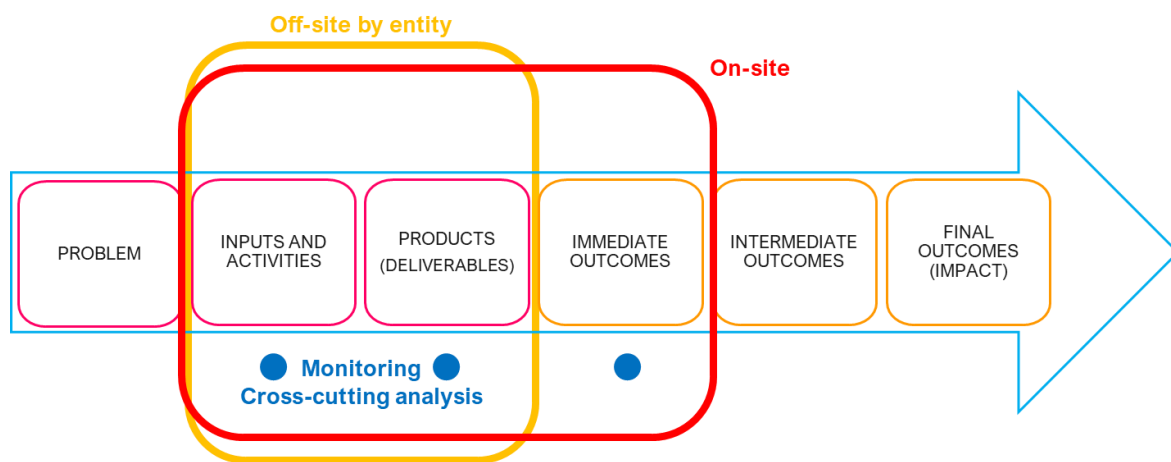 Off-site by entity
On-site
PROBLEM
INPUTS AND
ACTIVITIES
PRODUCTS
(DELIVERABLES)
IMMEDIATE
OUTCOMES
INTERMEDIATE
OUTCOMES
FINAL
OUTCOMES
(IMPACT)
Monitoring
Cross-cutting analysis